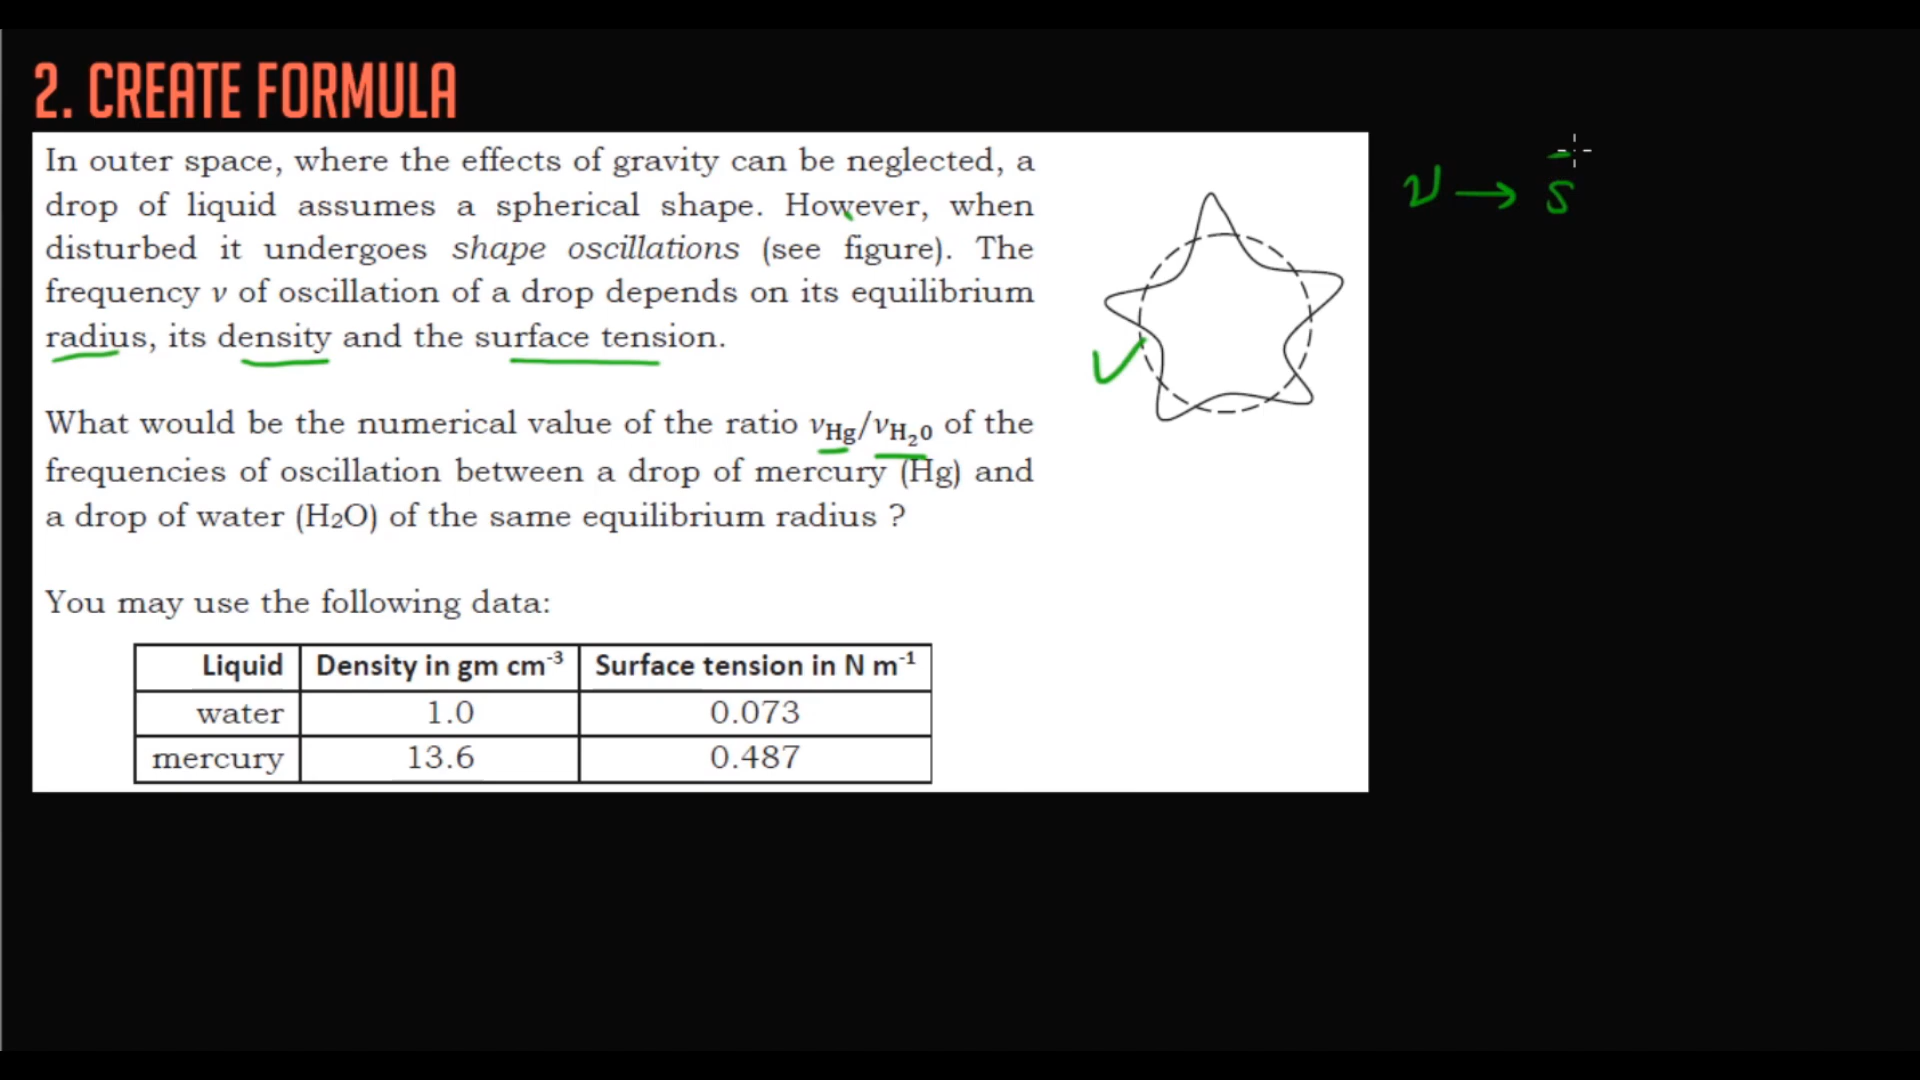 2. CREATE FORMULA
In outer space, where the effects of gravity can be neglected, a
drop of liquid assumes a spherical shape. However, when
disturbed it undergoes shape oscillations (see figure). The
frequency ν of oscillation of a drop depends on its equilibrium
radius, its density and the surface tension.
What would be the numerical value of the ratio ν_Hg/ν_H₂O of the
frequencies of oscillation between a drop of mercury (Hg) and
a drop of water (H₂O) of the same equilibrium radius ?
You may use the following data:
Liquid Density in gm cm⁻³ Surface tension in N m⁻¹
water 1.0 0.073
mercury 13.6 0.487
ν → s⁻